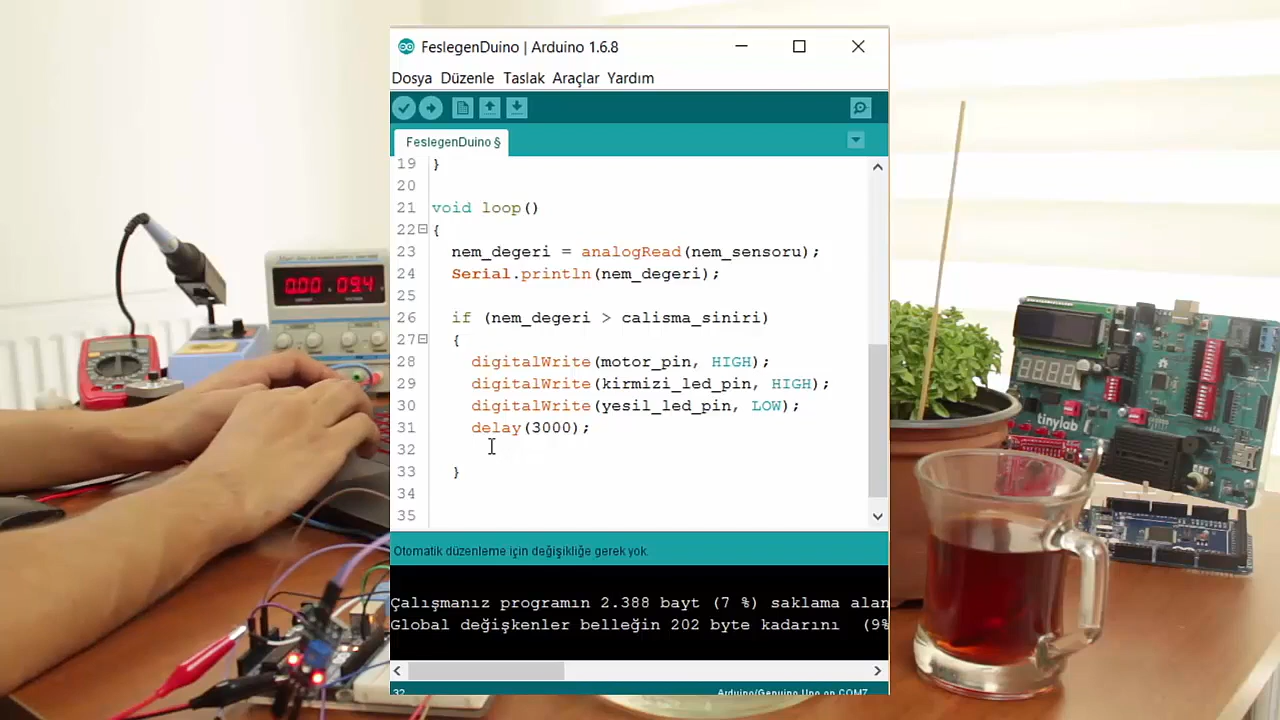 FeslegenDuino | Arduino 1.6.8
Dosya Düzenle Taslak Araçlar Yardım
FeslegenDuino §
19 }
20
21 void loop()
22 {
23 nem_degeri = analogRead(nem_sensoru);
24 Serial.println(nem_degeri);
25
26 if (nem_degeri > calisma_siniri)
27 {
28 digitalWrite(motor_pin, HIGH);
29 digitalWrite(kirmizi_led_pin, HIGH);
30 digitalWrite(yesil_led_pin, LOW);
31 delay(3000);
32
33 }
34
35
Otomatik düzenleme için değişikliğe gerek yok.
Çalışmanız programın 2.388 bayt (7 %) saklama alan
Global değişkenler belleğin 202 byte kadarını (9%
32
Arduino/Genuino Uno on COM7
0.00 09.4
tinylab